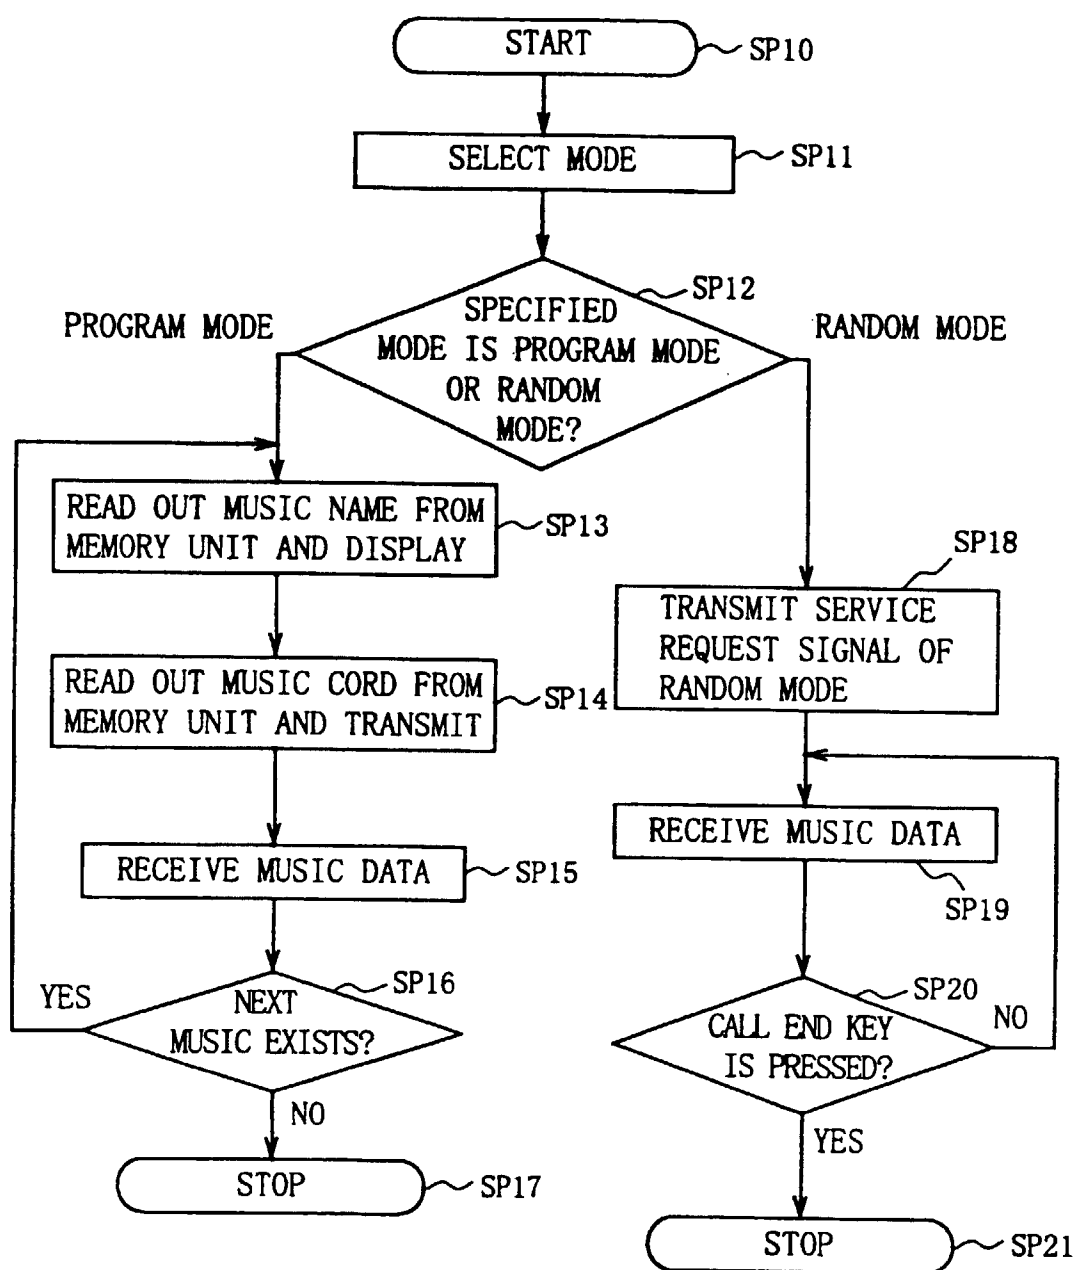 START
SP10
SELECT MODE
SP11
SP12
SPECIFIED
MODE IS PROGRAM MODE
OR RANDOM
MODE?
PROGRAM MODE
RANDOM MODE
READ OUT MUSIC NAME FROM
MEMORY UNIT AND DISPLAY
SP13
READ OUT MUSIC CORD FROM
MEMORY UNIT AND TRANSMIT
SP14
RECEIVE MUSIC DATA
SP15
SP16
NEXT
MUSIC EXISTS?
YES
NO
STOP
SP17
SP18
TRANSMIT SERVICE
REQUEST SIGNAL OF
RANDOM MODE
RECEIVE MUSIC DATA
SP19
SP20
CALL END KEY
IS PRESSED?
NO
YES
STOP
SP21